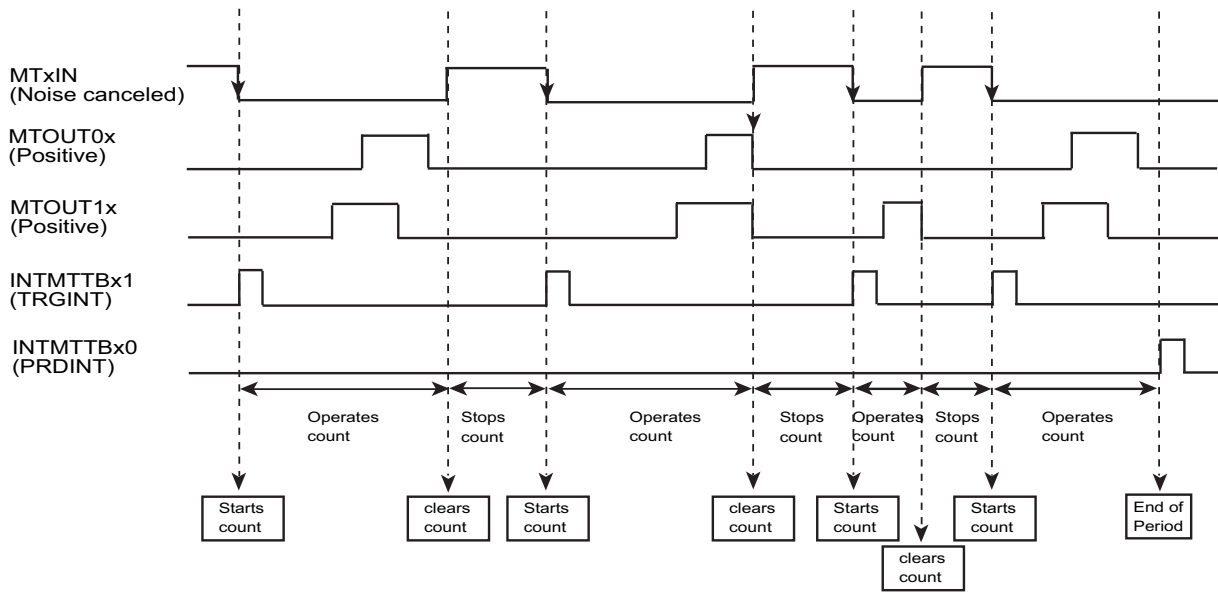 MTxIN
(Noise canceled)
MTOUT0x
(Positive)
MTOUT1x
(Positive)
INTMTTBx1
(TRGINT)
INTMTTBx0
(PRDINT)
Operates
count
Stops
count
Operates
count
Stops
count
Operates
count
Stops
count
Operates
count
Starts
count
clears
count
Starts
count
clears
count
Starts
count
clears
count
Starts
count
End of
Period